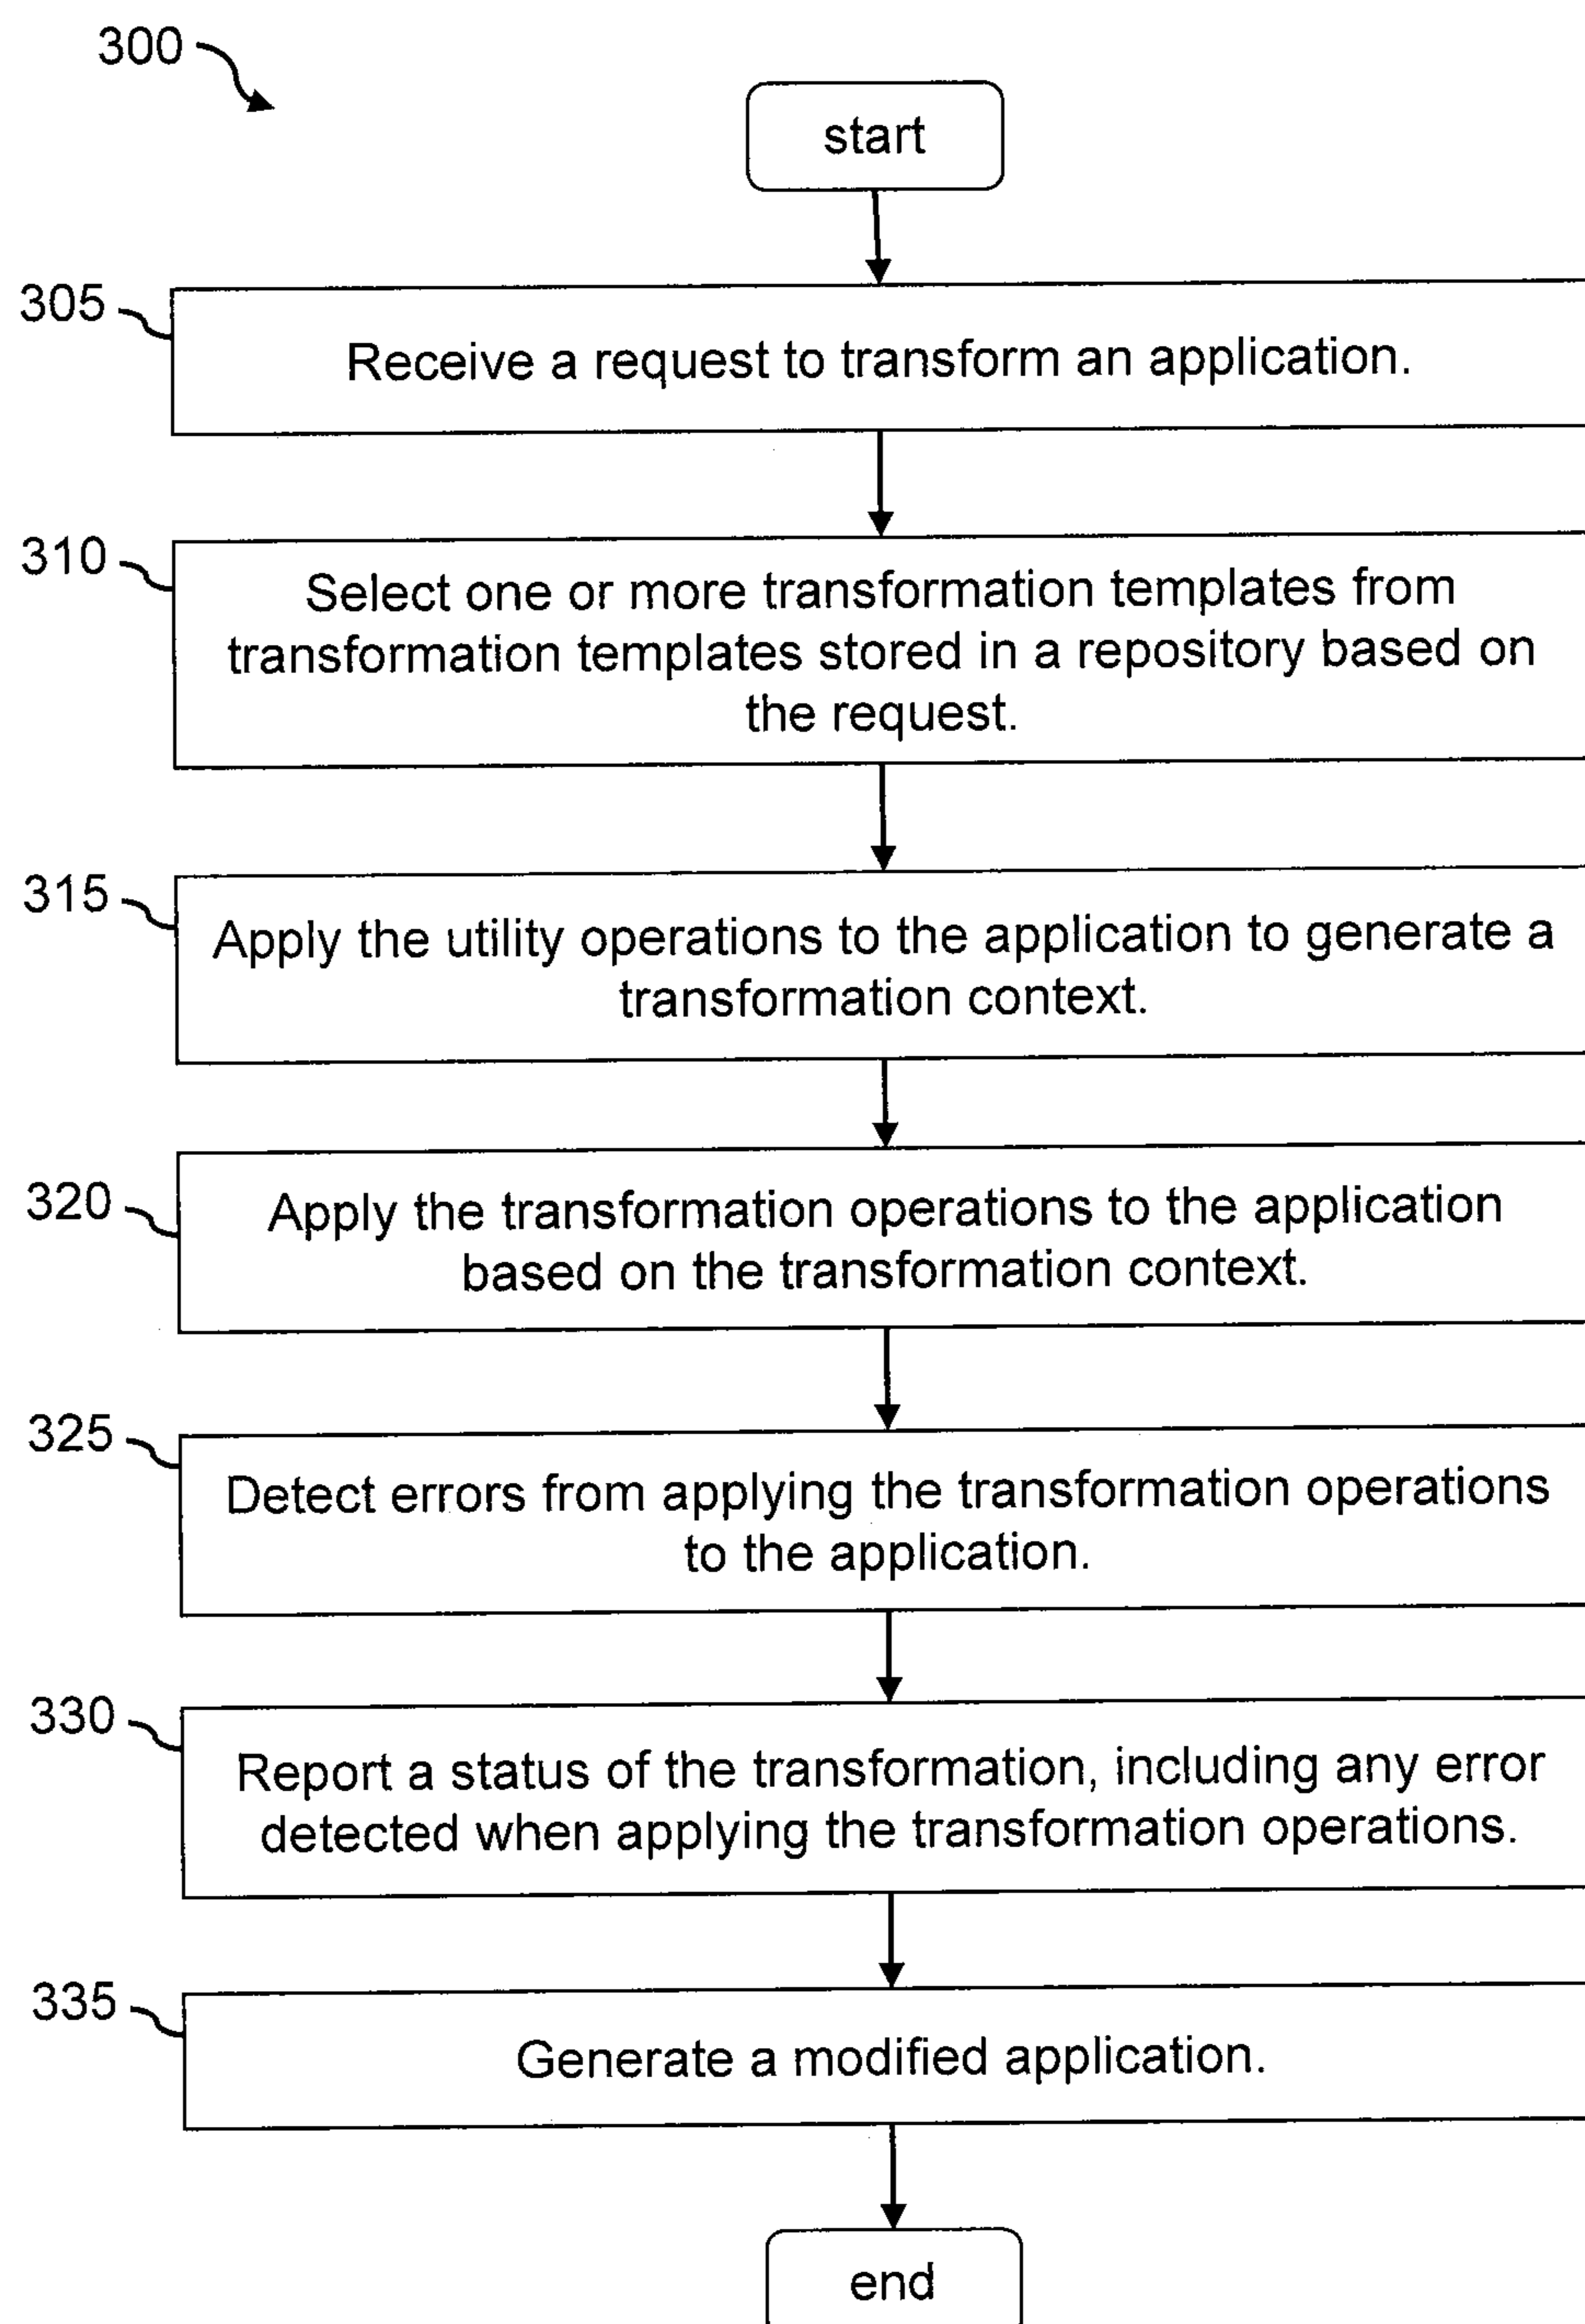 300
start
305
Receive a request to transform an application.
310
Select one or more transformation templates from
transformation templates stored in a repository based on
the request.
315
Apply the utility operations to the application to generate a
transformation context.
320
Apply the transformation operations to the application
based on the transformation context.
325
Detect errors from applying the transformation operations
to the application.
330
Report a status of the transformation, including any error
detected when applying the transformation operations.
335
Generate a modified application.
end